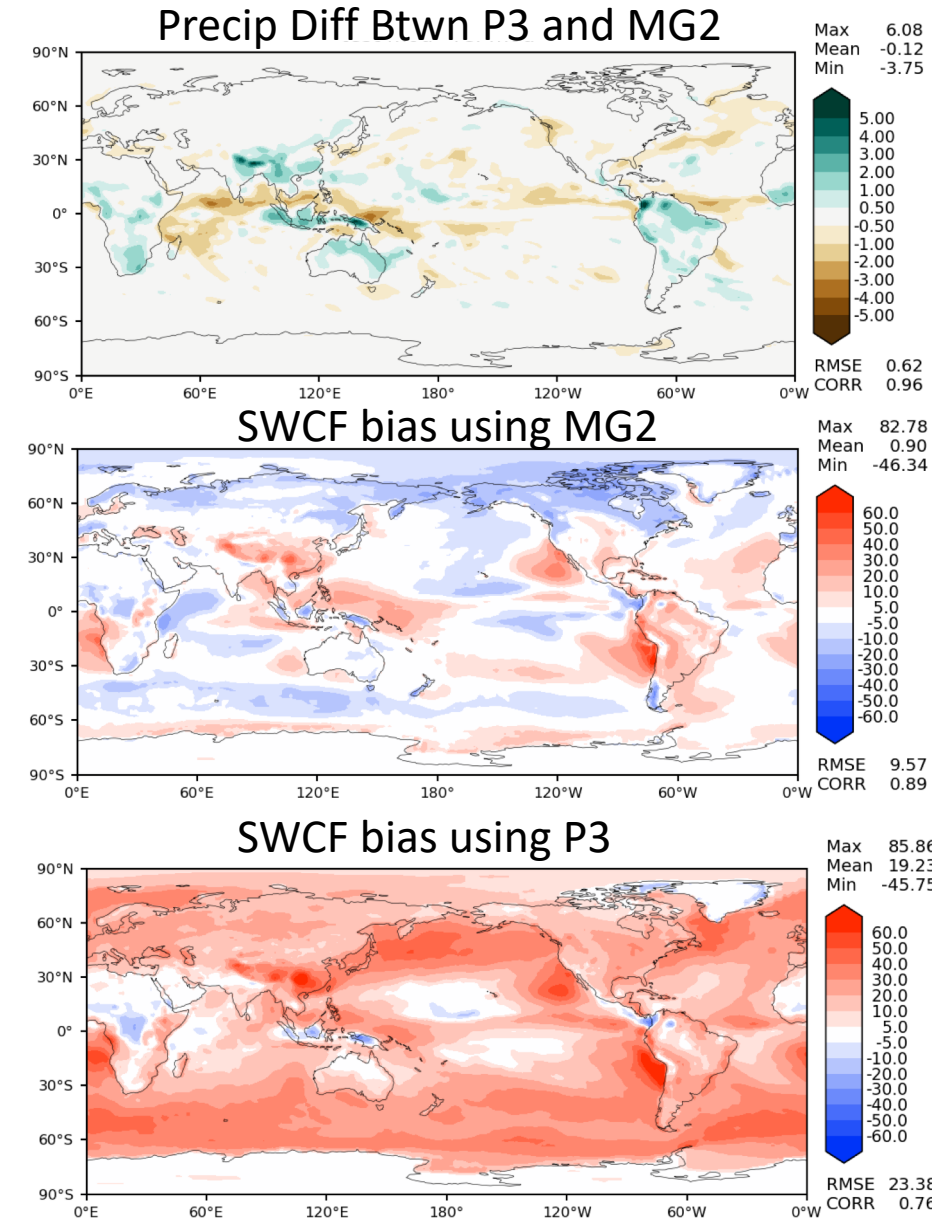 Precip Diff Btwn P3 and MG2
Max 6.08
Mean -0.12
Min -3.75
90°N
60°N
30°N
0°
30°S
60°S
90°S
0°E 60°E 120°E 180° 120°W 60°W 0°W
5.00
4.00
3.00
2.00
1.00
0.50
-0.50
-1.00
-2.00
-3.00
-4.00
-5.00
RMSE 0.62
CORR 0.96
SWCF bias using MG2
Max 82.78
Mean 0.90
Min -46.34
90°N
60°N
30°N
0°
30°S
60°S
90°S
0°E 60°E 120°E 180° 120°W 60°W 0°W
60.0
50.0
40.0
30.0
20.0
10.0
5.0
-5.0
-10.0
-20.0
-30.0
-40.0
-50.0
-60.0
RMSE 9.57
CORR 0.89
SWCF bias using P3
Max 85.86
Mean 19.23
Min -45.75
90°N
60°N
30°N
0°
30°S
60°S
90°S
0°E 60°E 120°E 180° 120°W 60°W 0°W
60.0
50.0
40.0
30.0
20.0
10.0
5.0
-5.0
-10.0
-20.0
-30.0
-40.0
-50.0
-60.0
RMSE 23.38
CORR 0.76